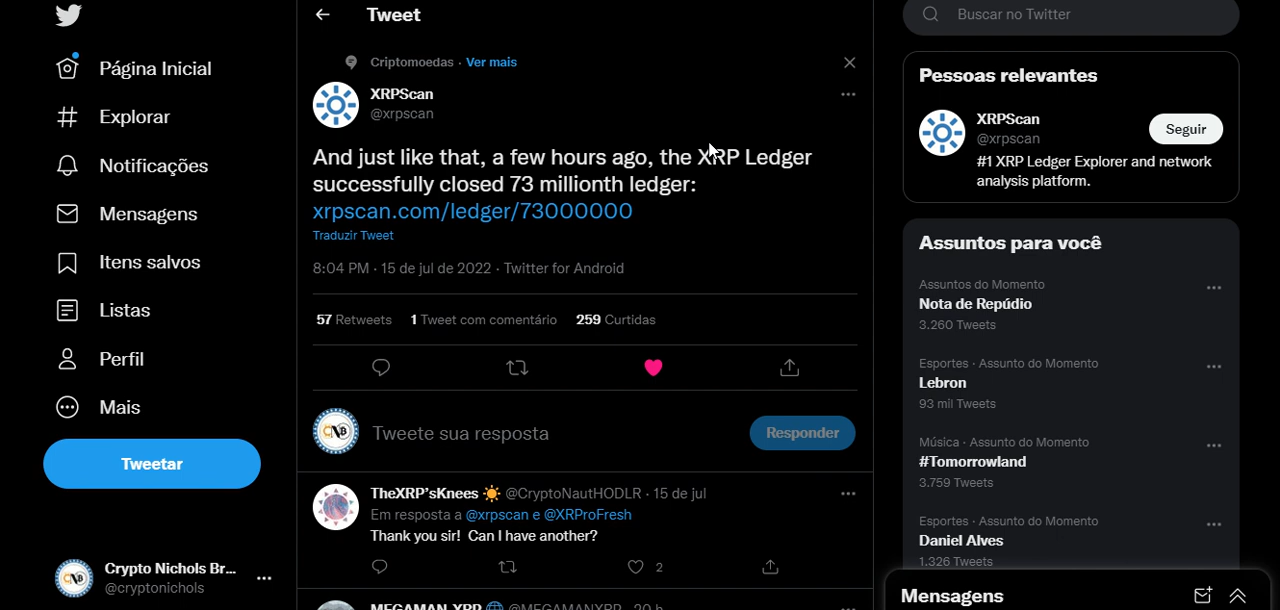 Tweet
Buscar no Twitter
Página Inicial
Explorar
Notificações
Mensagens
Itens salvos
Listas
Perfil
Mais
Tweetar
CNB
Crypto Nichols Br...
@cryptonichols
Criptomoedas · Ver mais
XRPScan
@xrpscan
And just like that, a few hours ago, the XRP Ledger
successfully closed 73 millionth ledger:
xrpscan.com/ledger/73000000
Traduzir Tweet
8:04 PM · 15 de jul de 2022 · Twitter for Android
57 Retweets 1 Tweet com comentário 259 Curtidas
CNB
Tweete sua resposta
Responder
TheXRP'sKnees @CryptoNautHODLR · 15 de jul
Em resposta a @xrpscan e @XRProFresh
Thank you sir! Can I have another?
2
MEGAMAN XRP @MEGAMANXRP · 20 h
Pessoas relevantes
XRPScan
@xrpscan
Seguir
#1 XRP Ledger Explorer and network
analysis platform.
Assuntos para você
Assuntos do Momento
Nota de Repúdio
3.260 Tweets
Esportes · Assunto do Momento
Lebron
93 mil Tweets
Música · Assunto do Momento
#Tomorrowland
3.759 Tweets
Esportes · Assunto do Momento
Daniel Alves
1.326 Tweets
Mensagens